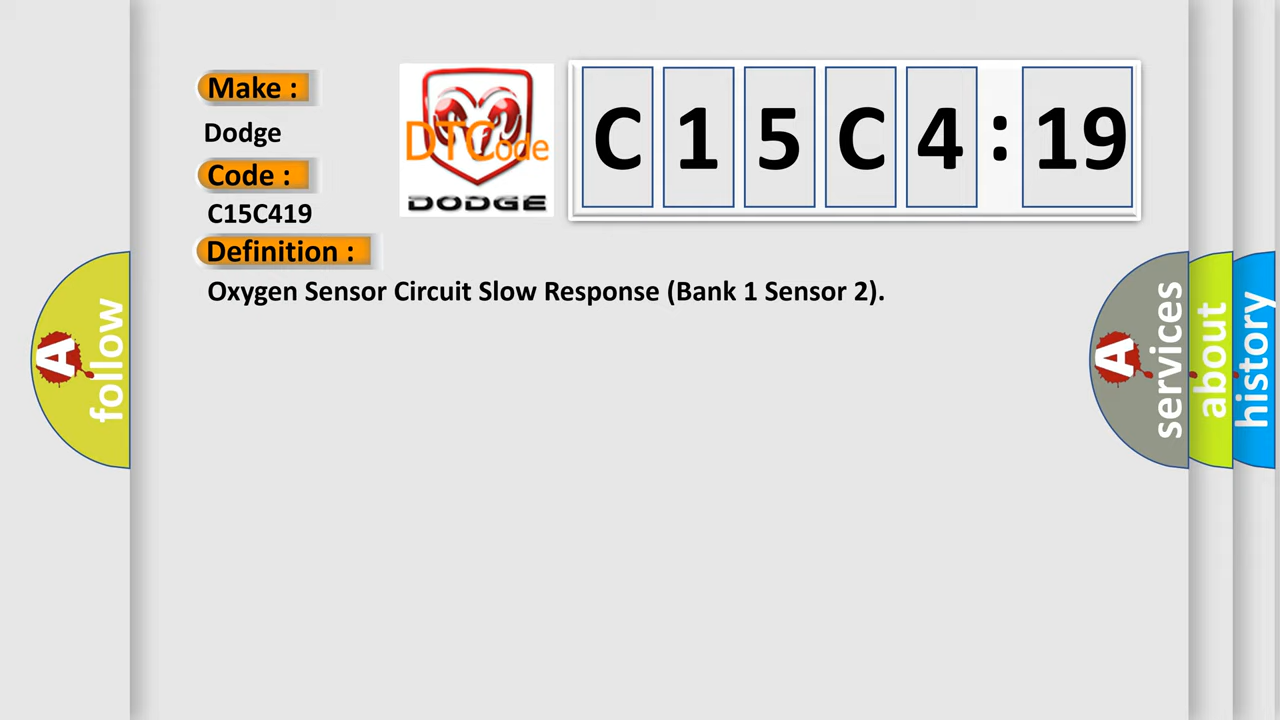 Make :
Dodge
Code :
C15C419
Definition :
Oxygen Sensor Circuit Slow Response (Bank 1 Sensor 2).
DTCode
DODGE
C 1 5 C 4 : 19
A follow
A services
about
history